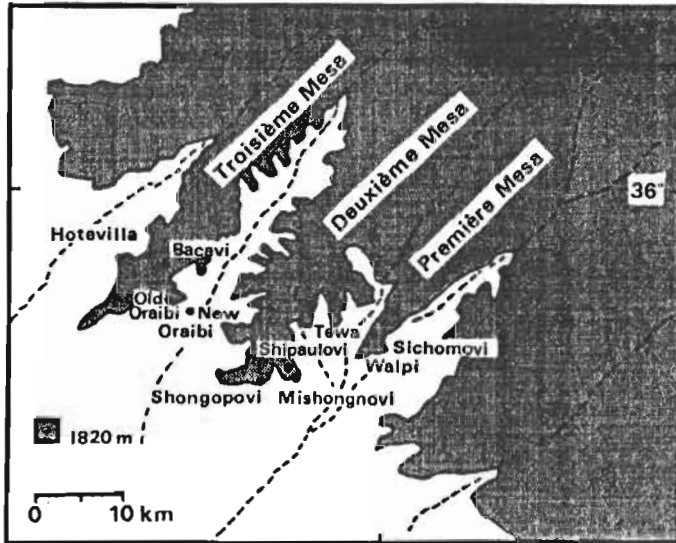 Troisième Mesa
Deuxième Mesa
Première Mesa
36°
Hotevilla
Bacavi
Old
Oraibi
New
Oraibi
Tewa
Shipaulovi
Sichomovi
Walpi
Shongopovi
Mishongnovi
1820 m
0 10 km